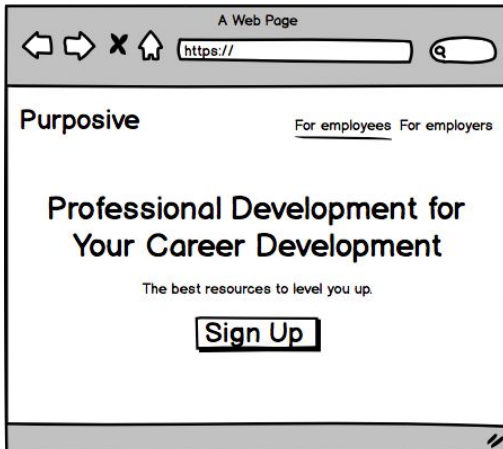 A Web Page
https://
Purposive
For employees For employers
Professional Development for
Your Career Development
The best resources to level you up.
Sign Up